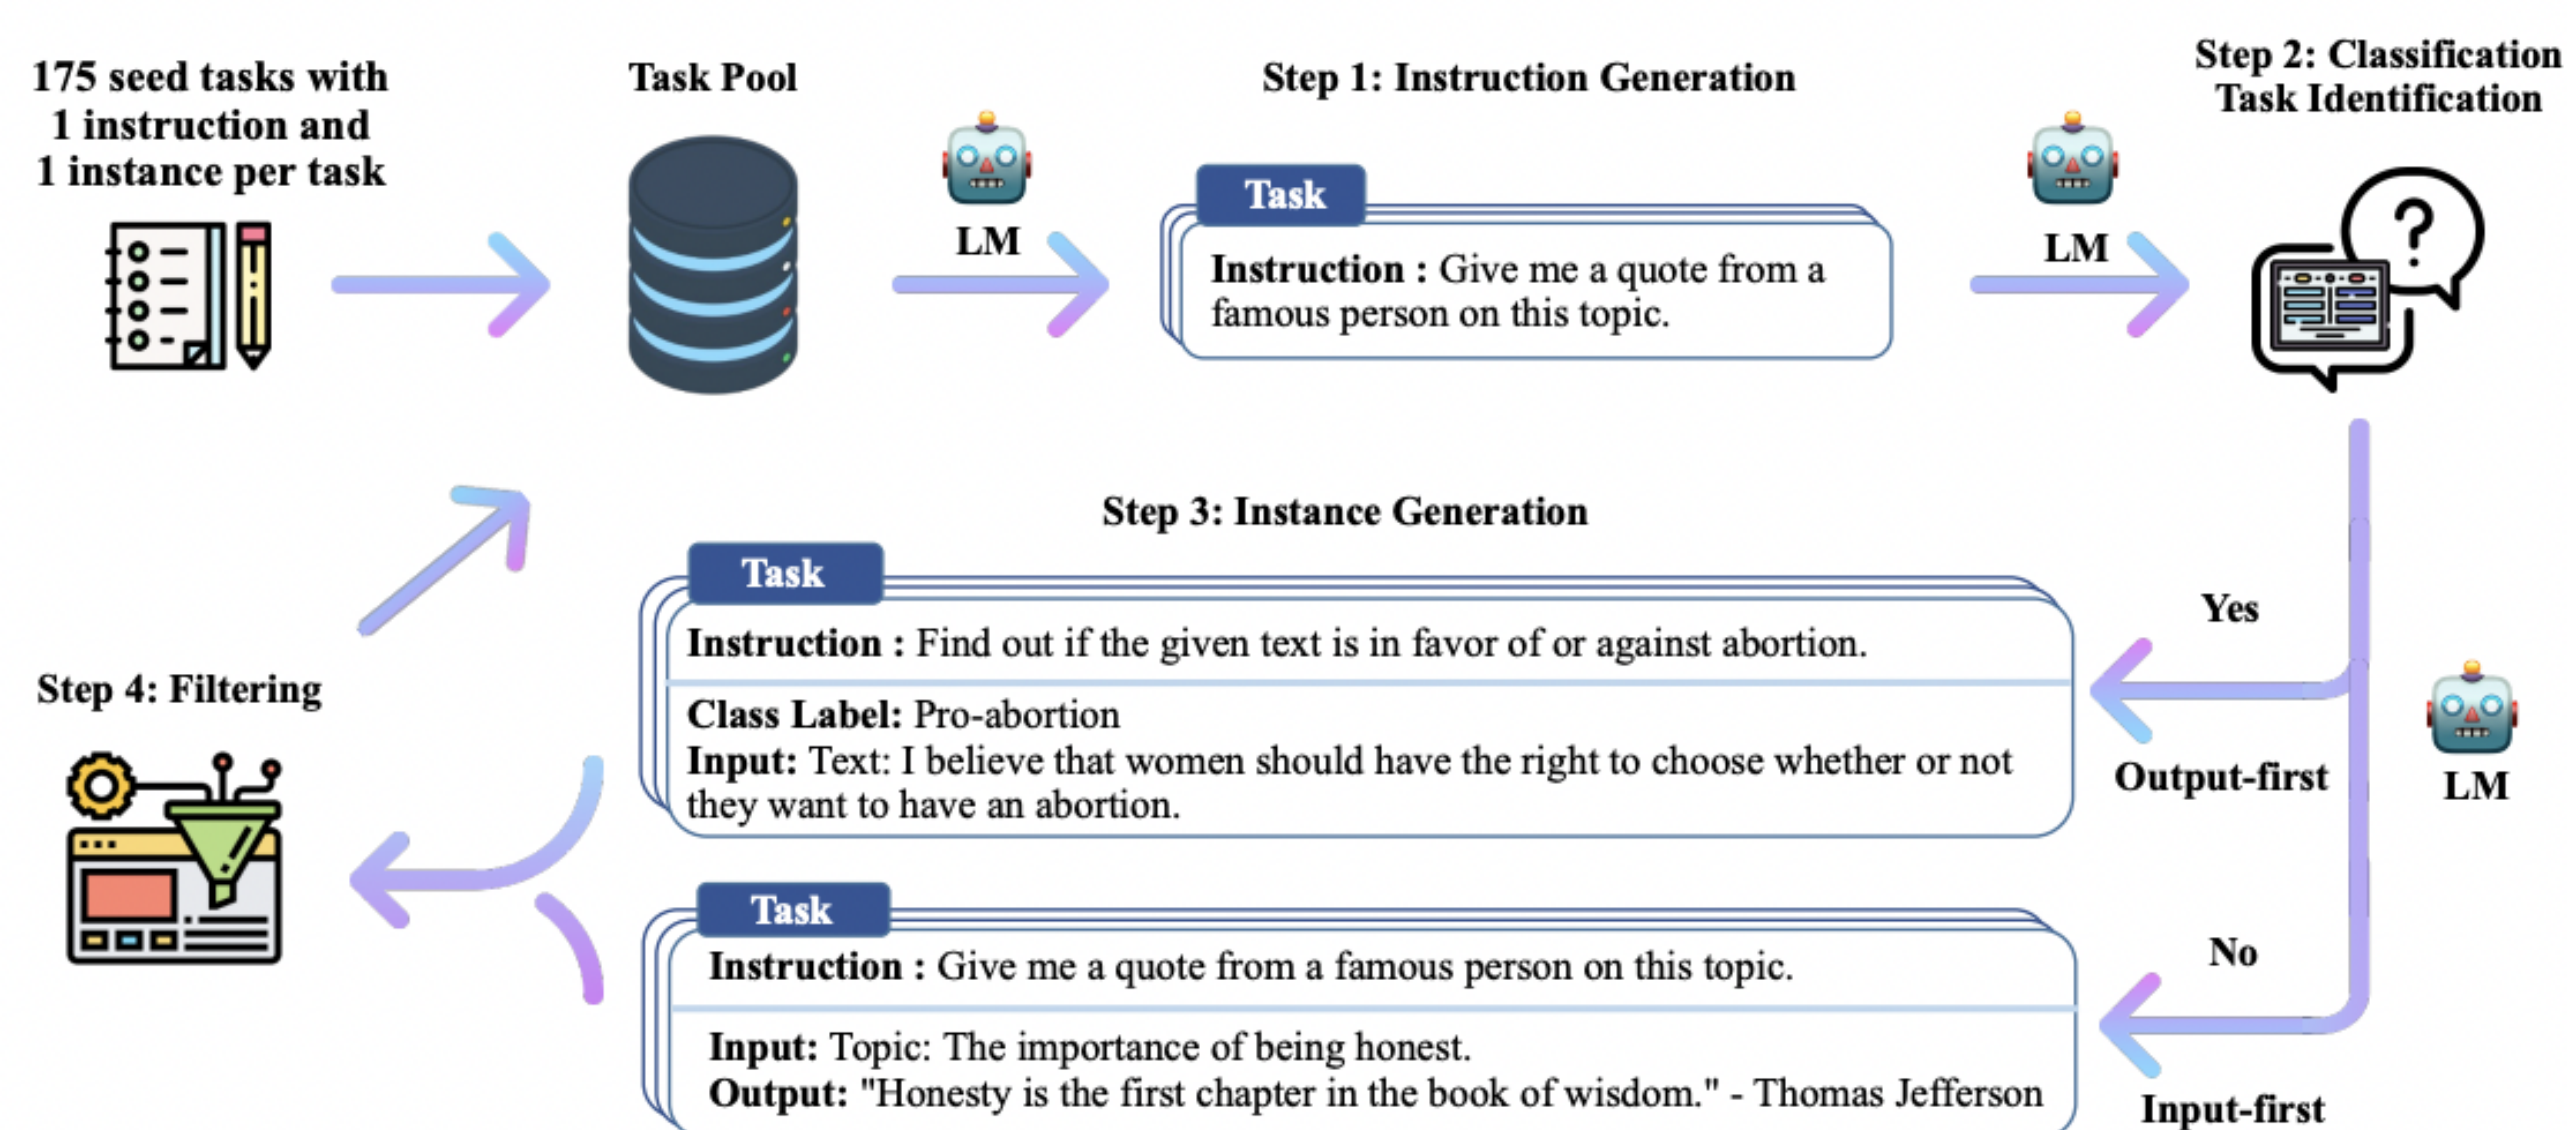 175 seed tasks with
1 instruction and
1 instance per task
Task Pool
LM
Step 1: Instruction Generation
Task
Instruction : Give me a quote from a
famous person on this topic.
LM
Step 2: Classification
Task Identification
?
Step 3: Instance Generation
Task
Instruction : Find out if the given text is in favor of or against abortion.
Class Label: Pro-abortion
Input: Text: I believe that women should have the right to choose whether or not
they want to have an abortion.
Yes
Output-first
LM
Step 4: Filtering
Task
Instruction : Give me a quote from a famous person on this topic.
Input: Topic: The importance of being honest.
Output: "Honesty is the first chapter in the book of wisdom." - Thomas Jefferson
No
Input-first